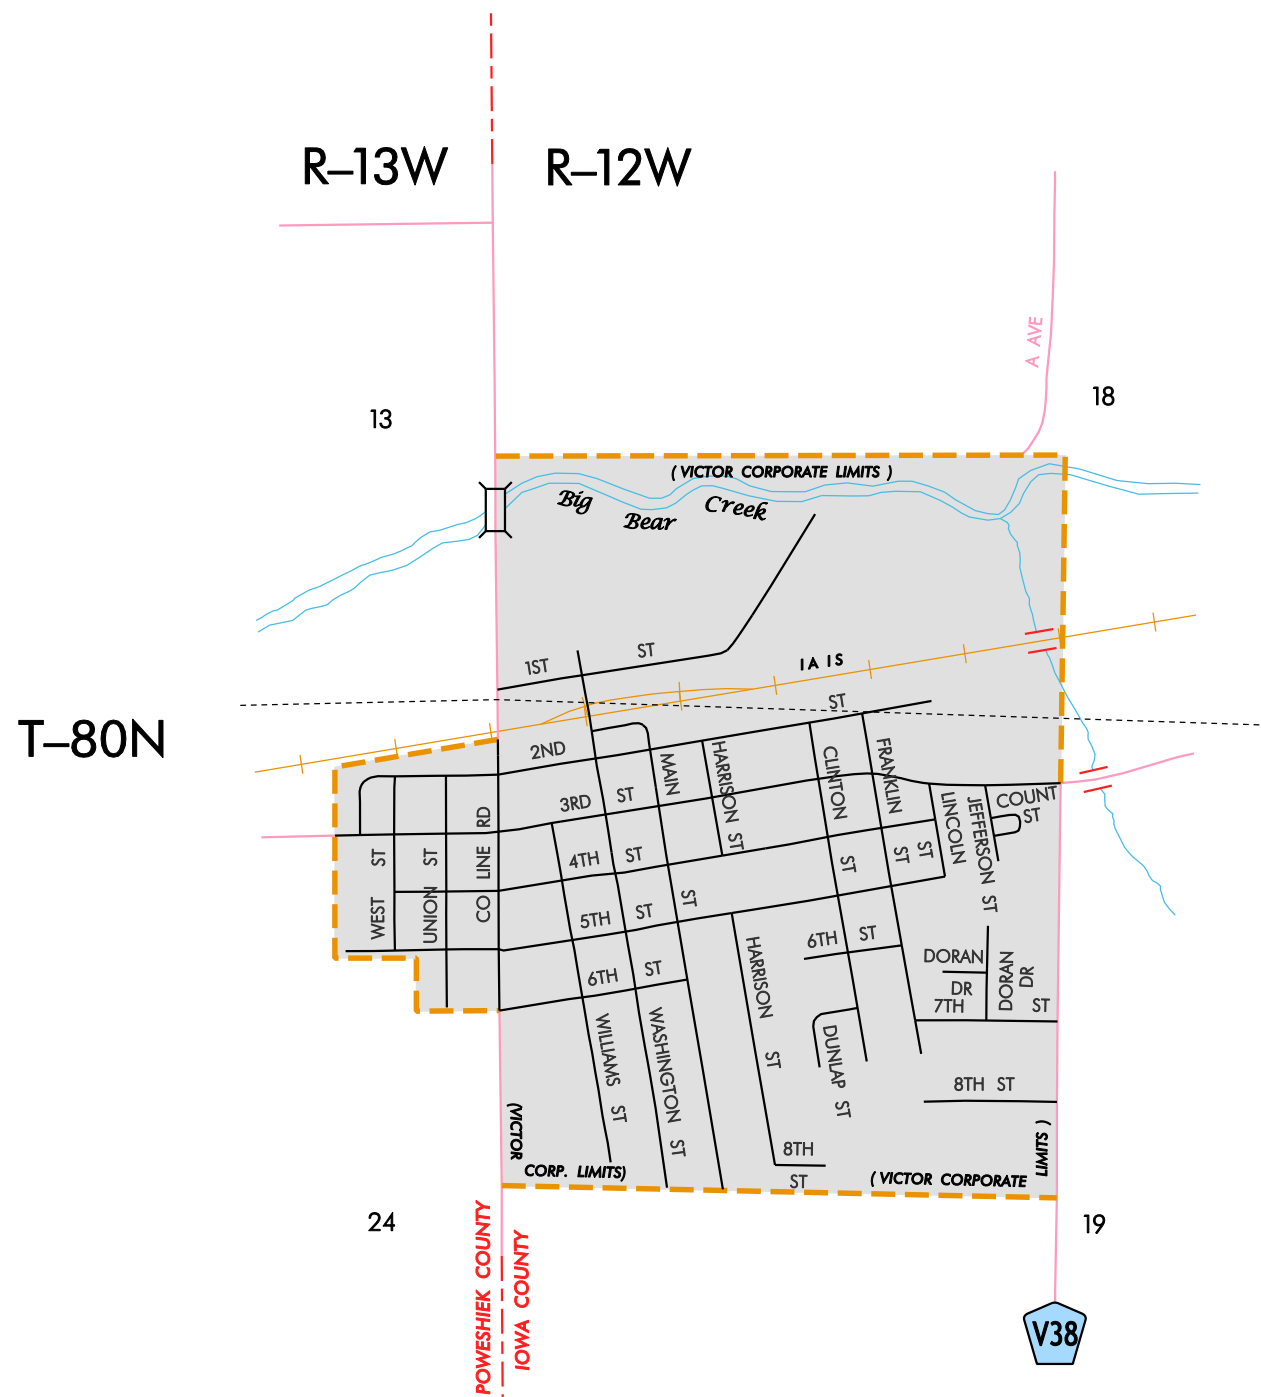 R–13W
R–12W
A AVE
13
18
( VICTOR CORPORATE LIMITS )
Big
Bear
Creek
1ST
ST
IA IS
T–80N
ST
2ND
MAIN
HARRISON ST
CLINTON
FRANKLIN
3RD
ST
RD
LINCOLN
JEFFERSON ST
COUNT
ST
4TH
ST
ST
ST
LINE
ST
ST
ST
WEST
UNION
CO
5TH
ST
ST
6TH
ST
DORAN
DR
DORAN
DR
6TH
ST
HARRISON
ST
7TH
ST
WILLIAMS
ST
WASHINGTON
ST
DUNLAP ST
8TH ST
(VICTOR
CORP. LIMITS)
8TH
ST
( VICTOR CORPORATE
LIMITS )
24
19
POWESHIEK COUNTY
IOWA COUNTY
V38